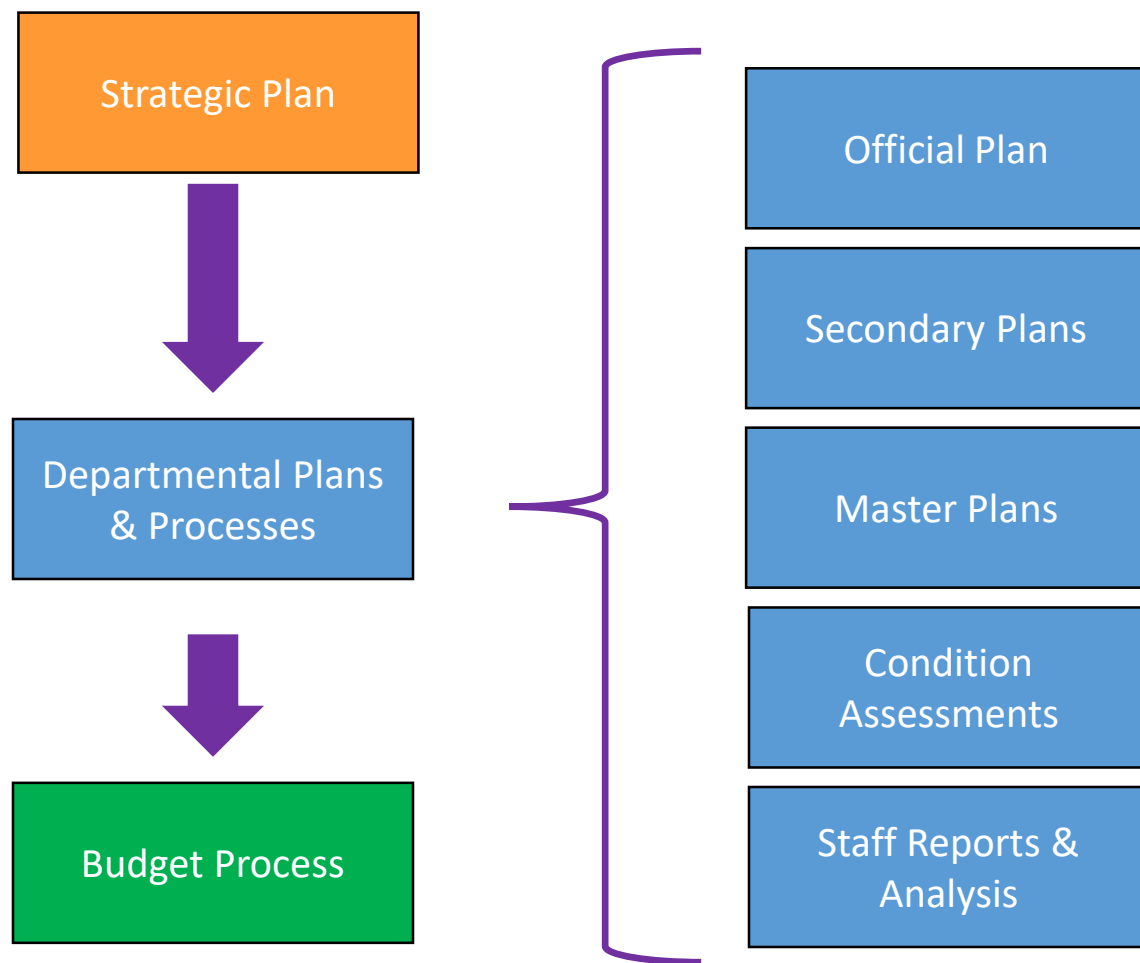 Strategic Plan
Departmental Plans
& Processes
Budget Process
Official Plan
Secondary Plans
Master Plans
Condition
Assessments
Staff Reports &
Analysis